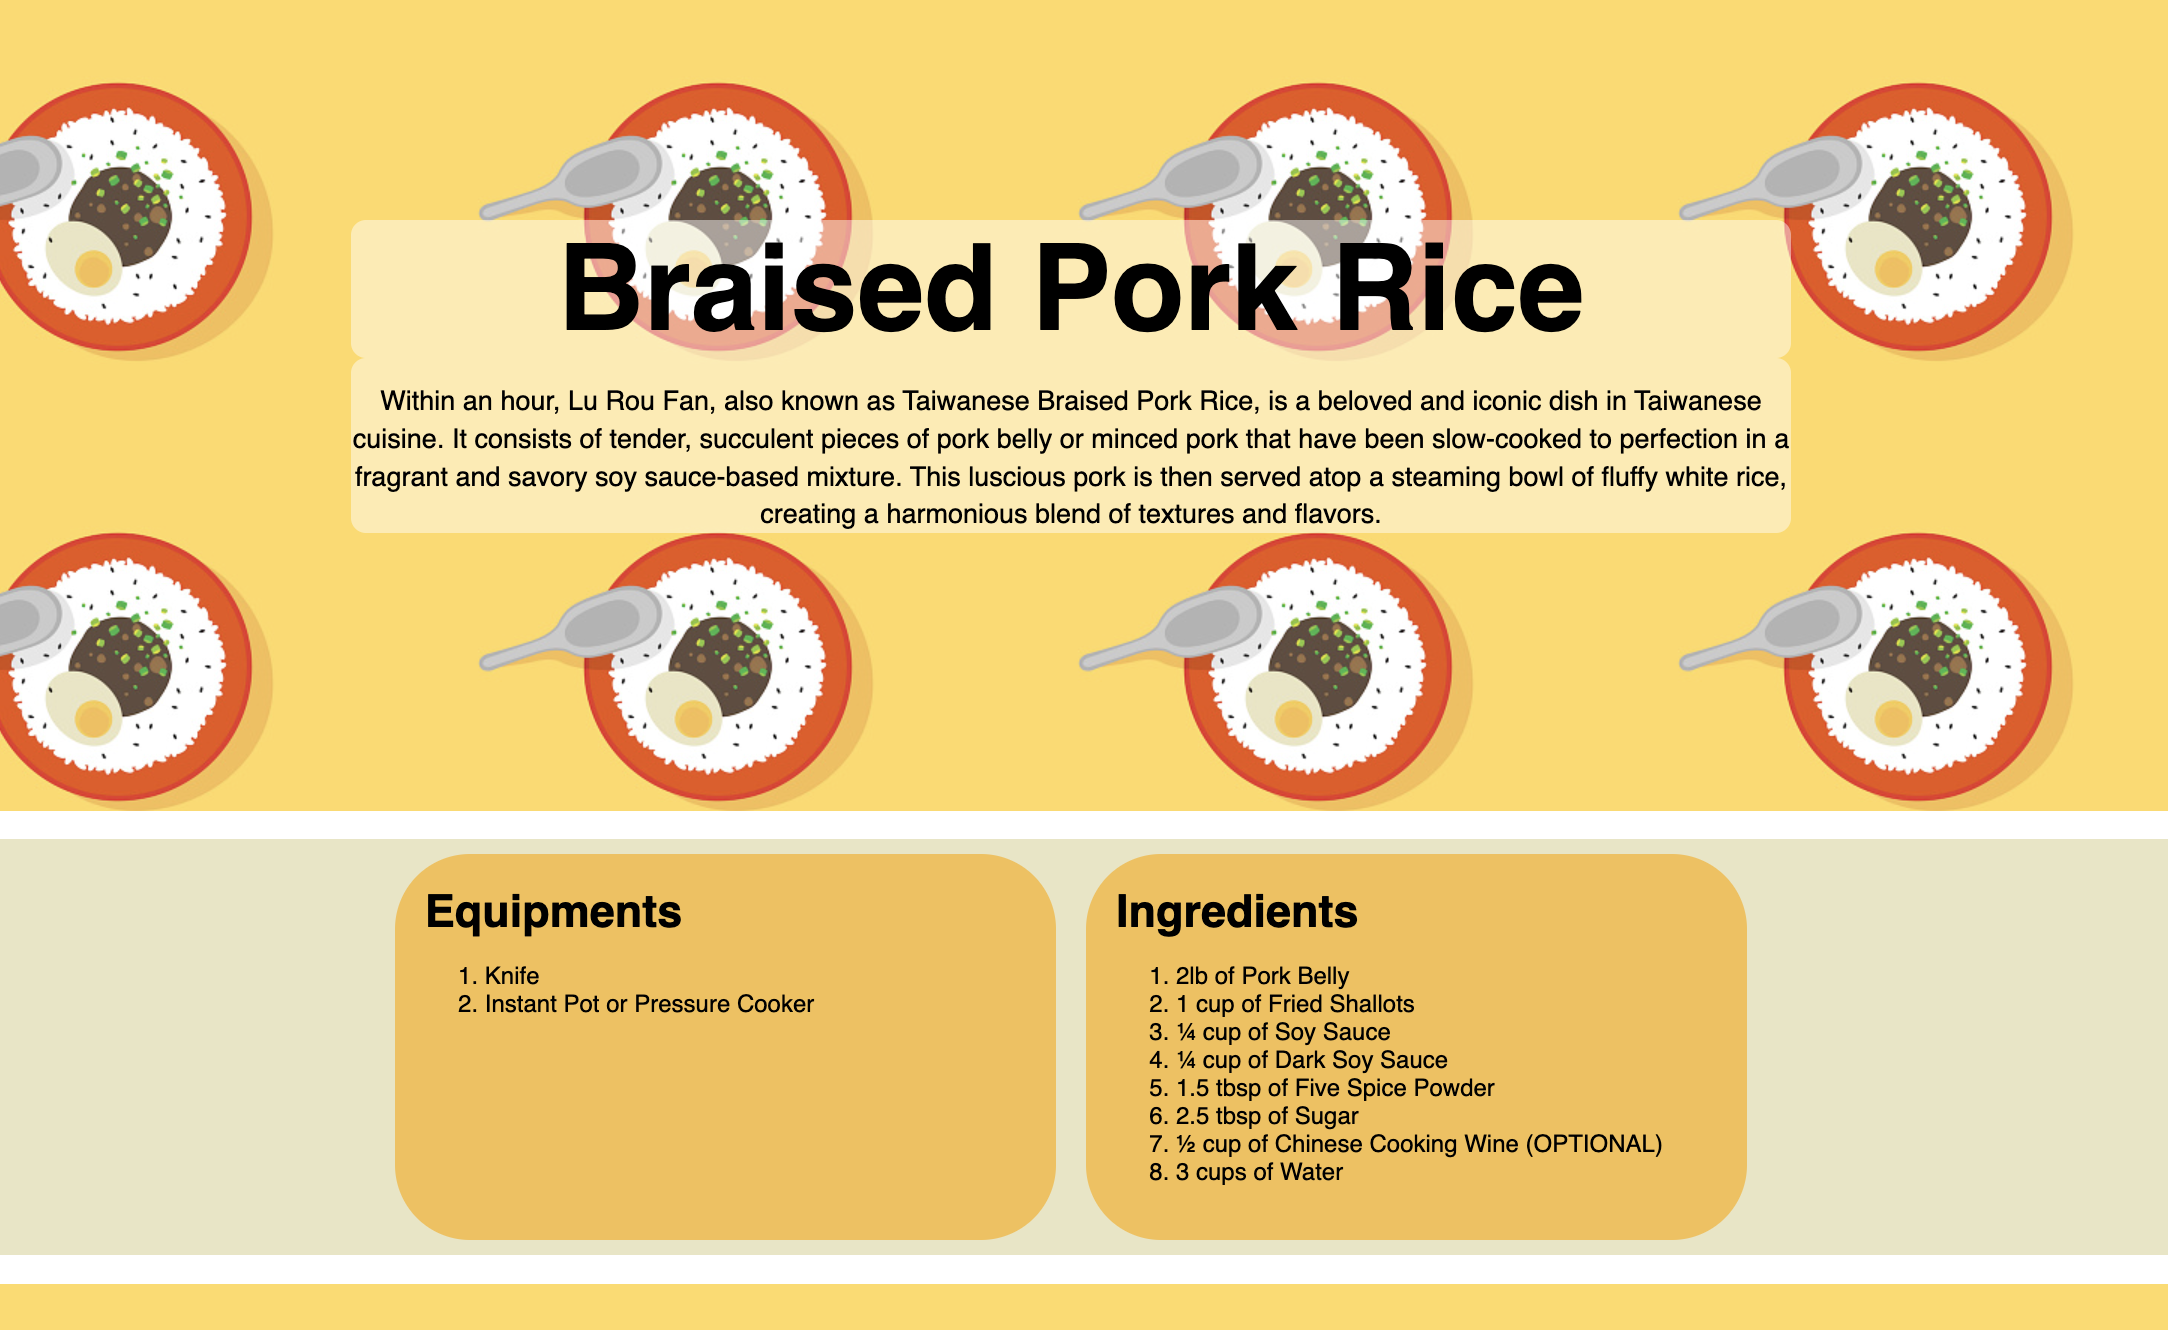 Braised Pork Rice
Within an hour, Lu Rou Fan, also known as Taiwanese Braised Pork Rice, is a beloved and iconic dish in Taiwanese
cuisine. It consists of tender, succulent pieces of pork belly or minced pork that have been slow-cooked to perfection in a
fragrant and savory soy sauce-based mixture. This luscious pork is then served atop a steaming bowl of fluffy white rice,
creating a harmonious blend of textures and flavors.
Equipments
1. Knife
2. Instant Pot or Pressure Cooker
Ingredients
1. 2lb of Pork Belly
2. 1 cup of Fried Shallots
3. ¼ cup of Soy Sauce
4. ¼ cup of Dark Soy Sauce
5. 1.5 tbsp of Five Spice Powder
6. 2.5 tbsp of Sugar
7. ½ cup of Chinese Cooking Wine (OPTIONAL)
8. 3 cups of Water